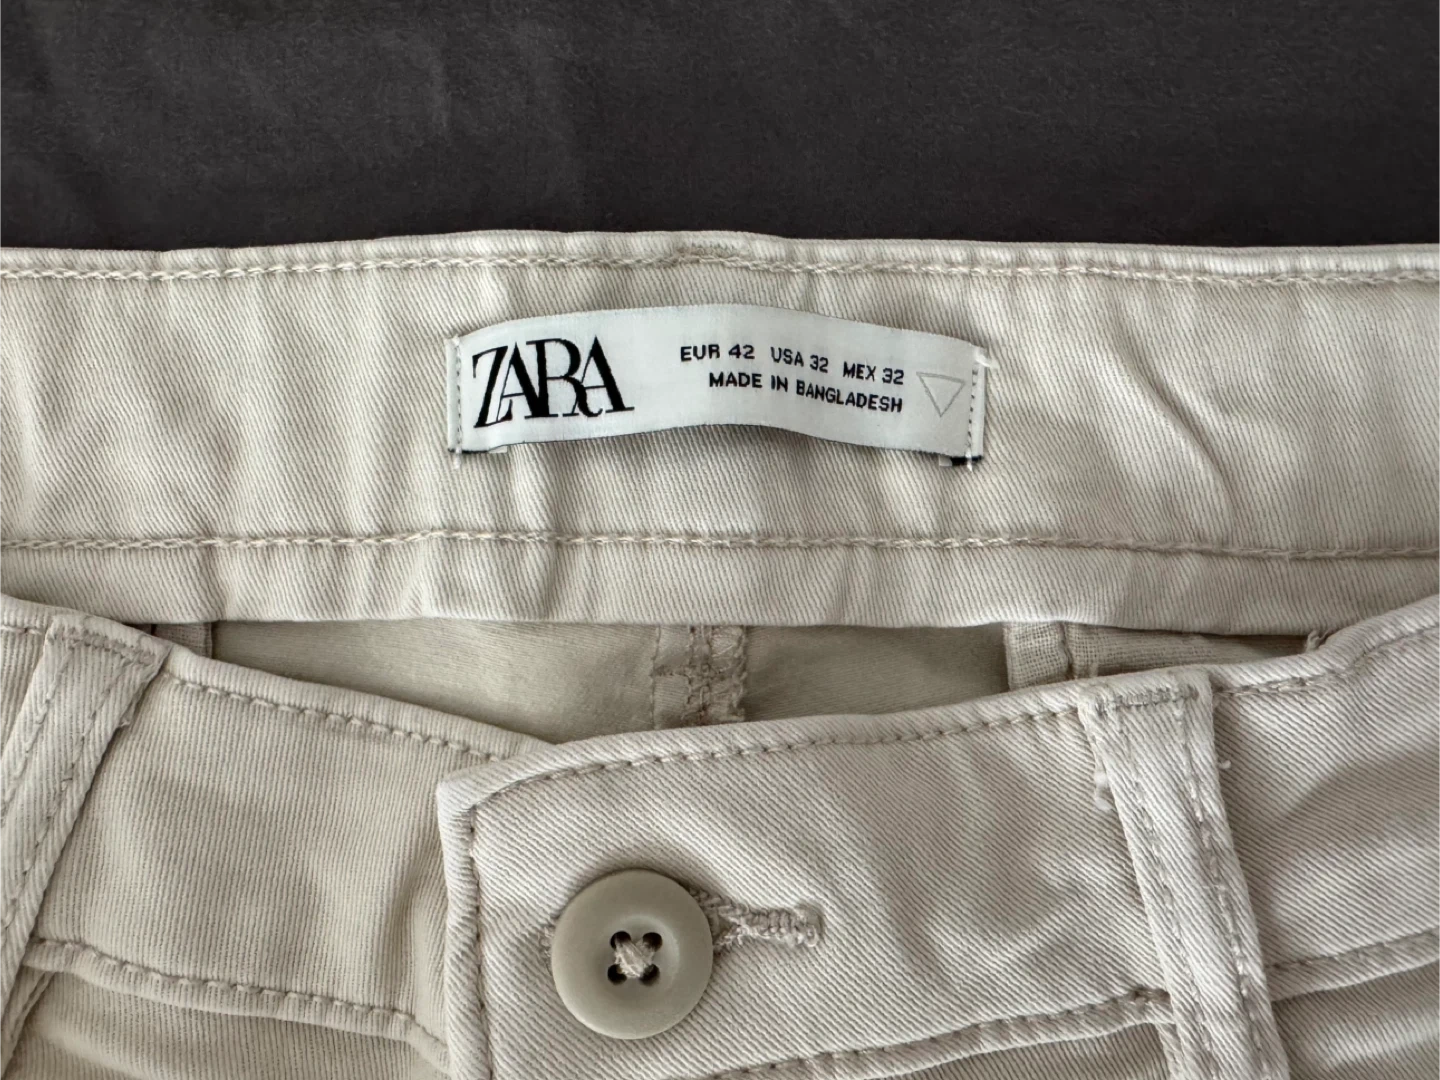 ZARA
EUR 42 USA 32 MEX 32
MADE IN BANGLADESH